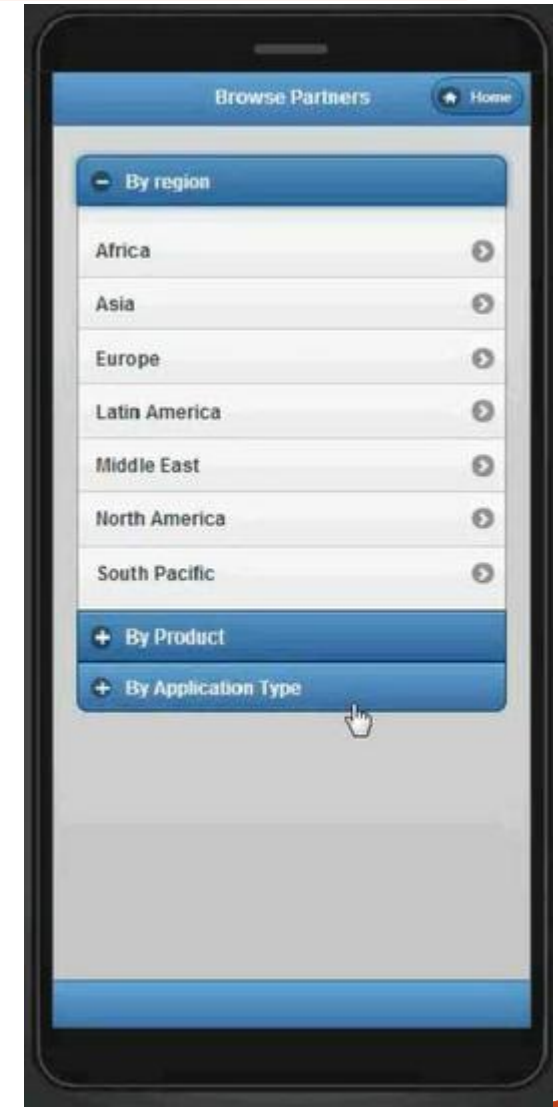 Browse Partners
Home
By region
Africa
Asia
Europe
Latin America
Middle East
North America
South Pacific
By Product
By Application Type